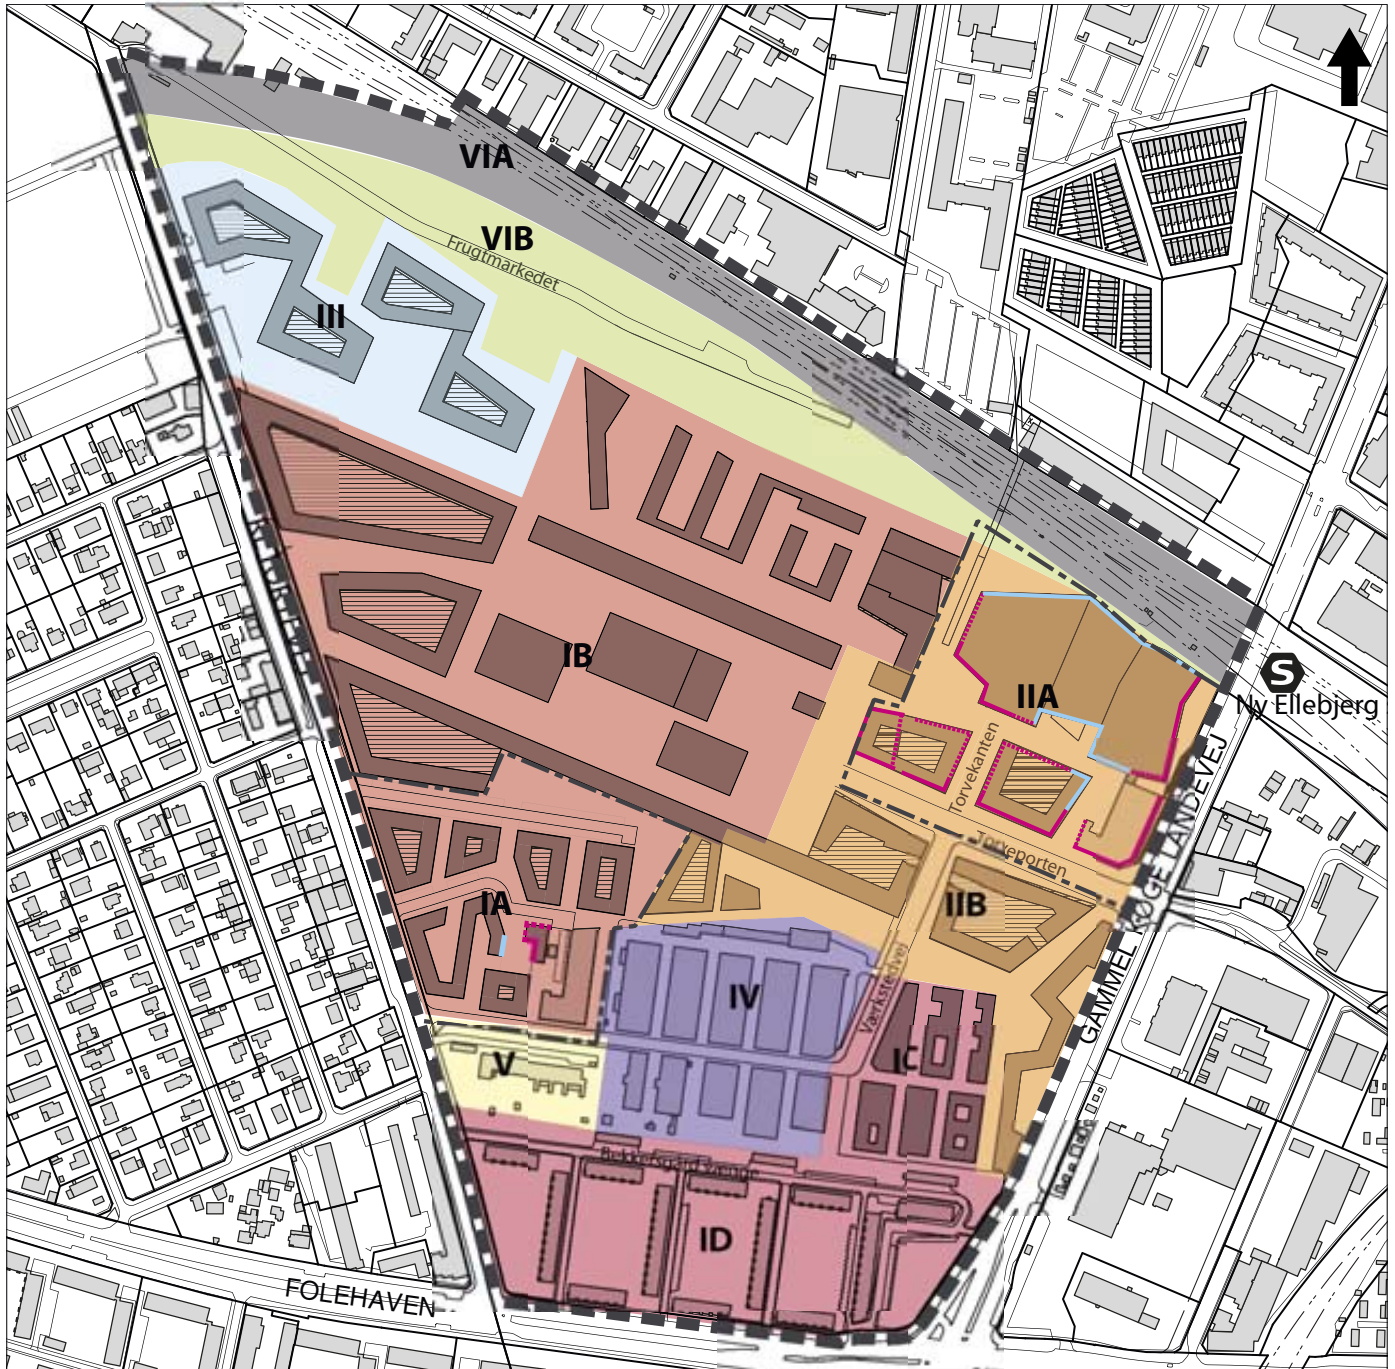 VIA
VIB
Frugtmarkedet
III
IB
IIA
S
Ny Ellebjerg
Torvekanten
Torveporten
KØGE LANDEVEJ
GAMMEL
IA
IIB
IV
Værkstedvej
IC
V
ID
FOLEHAVEN